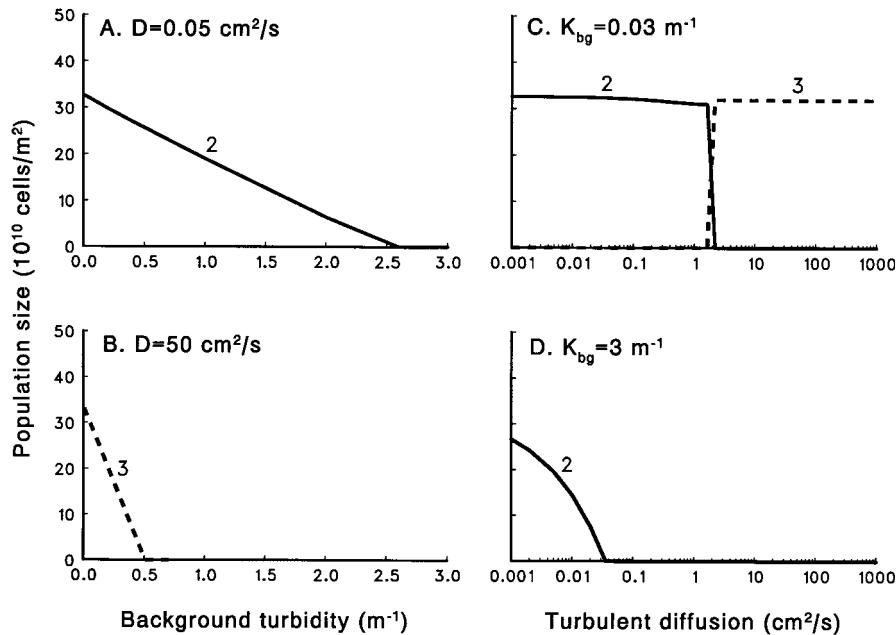 Population size (10¹⁰ cells/m²)
A. D=0.05 cm²/s
50
40
30
20
10
0
2
0.0 0.5 1.0 1.5 2.0 2.5 3.0
C. K_bg=0.03 m⁻¹
2
3
0.001 0.01 0.1 1 10 100 1000
B. D=50 cm²/s
50
40
30
20
10
0
3
0.0 0.5 1.0 1.5 2.0 2.5 3.0
D. K_bg=3 m⁻¹
2
0.001 0.01 0.1 1 10 100 1000
Background turbidity (m⁻¹)
Turbulent diffusion (cm²/s)